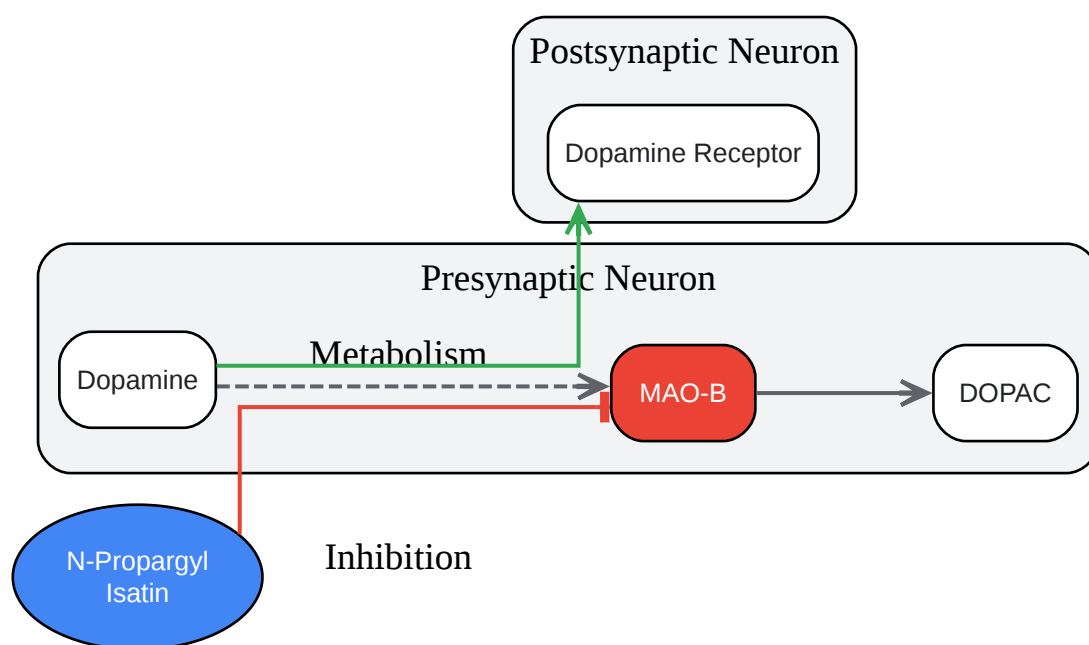 Postsynaptic Neuron
Dopamine Receptor
Presynaptic Neuron
Metabolism
Dopamine
MAO-B
DOPAC
N-Propargyl
Isatin
Inhibition